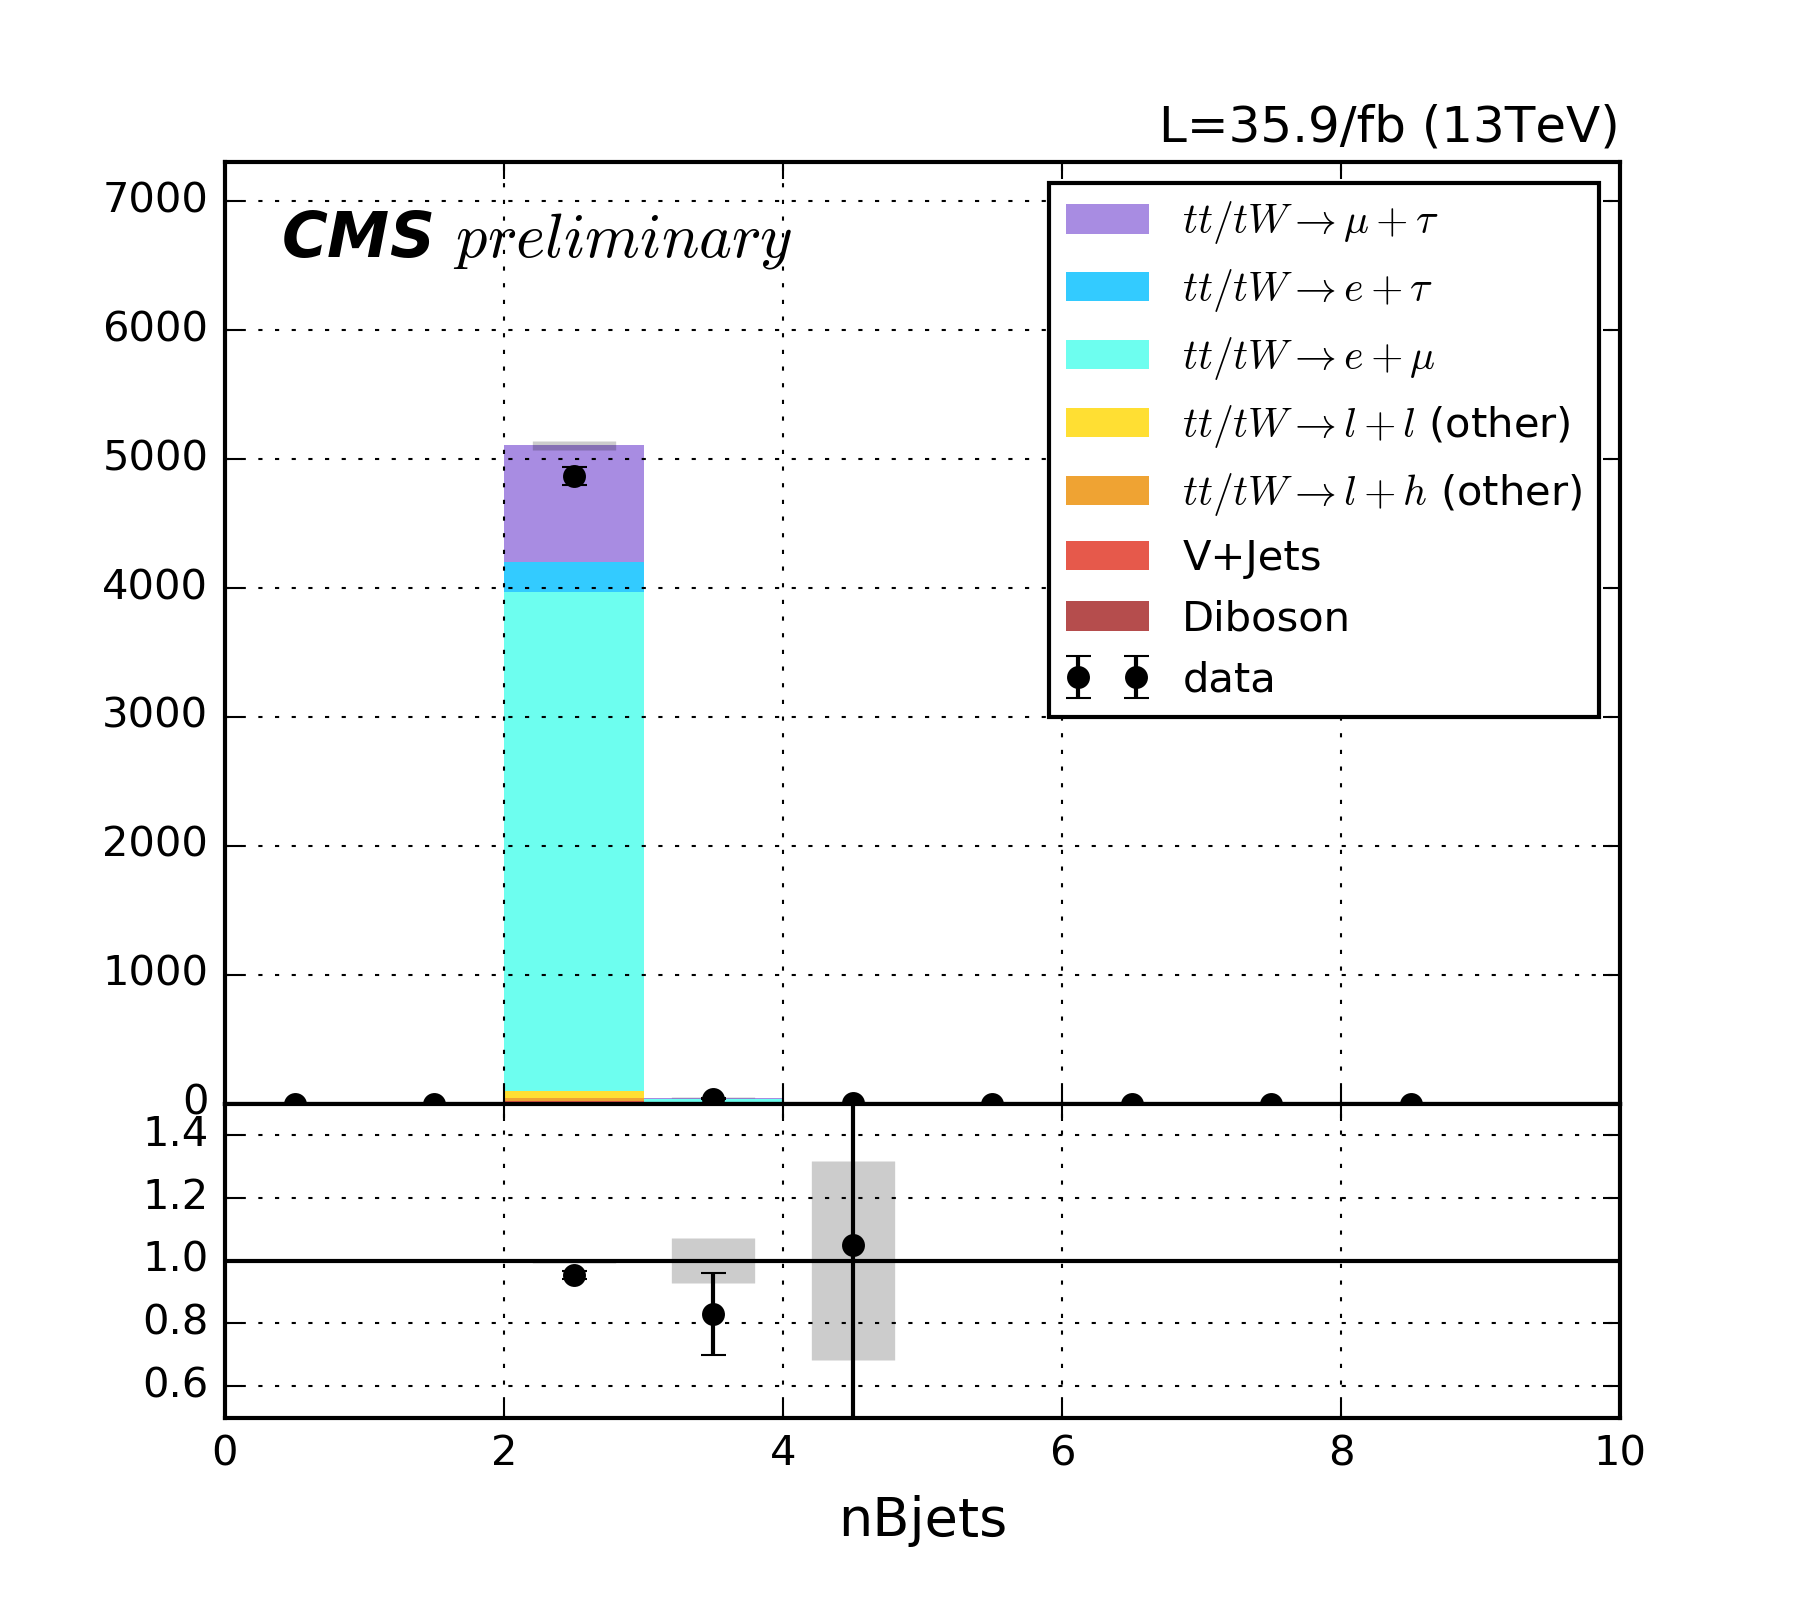 L=35.9/fb (13TeV)
CMS preliminary
7000
6000
5000
4000
3000
2000
1000
0
tt/tW→μ+τ
tt/tW→e+τ
tt/tW→e+μ
tt/tW→l+l (other)
tt/tW→l+h (other)
V+Jets
Diboson
data
1.4
1.2
1.0
0.8
0.6
0 2 4 6 8 10
nBjets